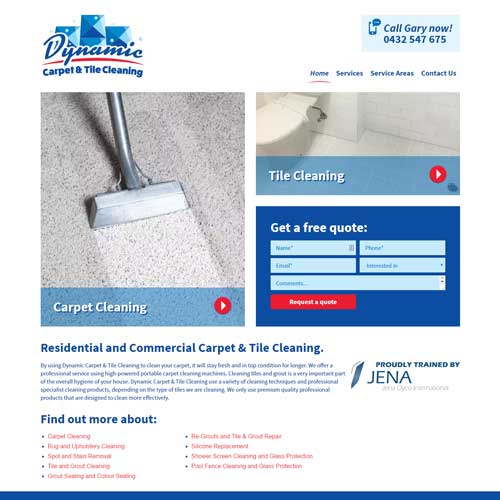 Dynamic
Carpet & Tile Cleaning
Call Gary now!
0432 547 675
Home Services Service Areas Contact Us
Carpet Cleaning
Tile Cleaning
Get a free quote:
Name* Phone*
Email* Interested in
Comments...
Request a quote
Residential and Commercial Carpet & Tile Cleaning.
By using Dynamic Carpet & Tile Cleaning to clean your carpet, it will stay fresh and in top condition for longer. We offer a
professional service using high-powered portable carpet cleaning machines. Cleaning tiles and grout is a very important part
of the overall hygiene of your house. Dynamic Carpet & Tile Cleaning use a variety of cleaning techniques and professional
specialist cleaning products, depending on the type of tiles we are cleaning. We only use premium quality professional
products that are designed to clean more effectively.
PROUDLY TRAINED BY
JENA
Jena Dyco International
Find out more about:
Carpet Cleaning
Rug and Upholstery Cleaning
Spot and Stain Removal
Tile and Grout Cleaning
Grout Sealing and Colour Sealing
Re-Grouts and Tile & Grout Repair
Silicone Replacement
Shower Screen Cleaning and Glass Protection
Pool Fence Cleaning and Glass Protection